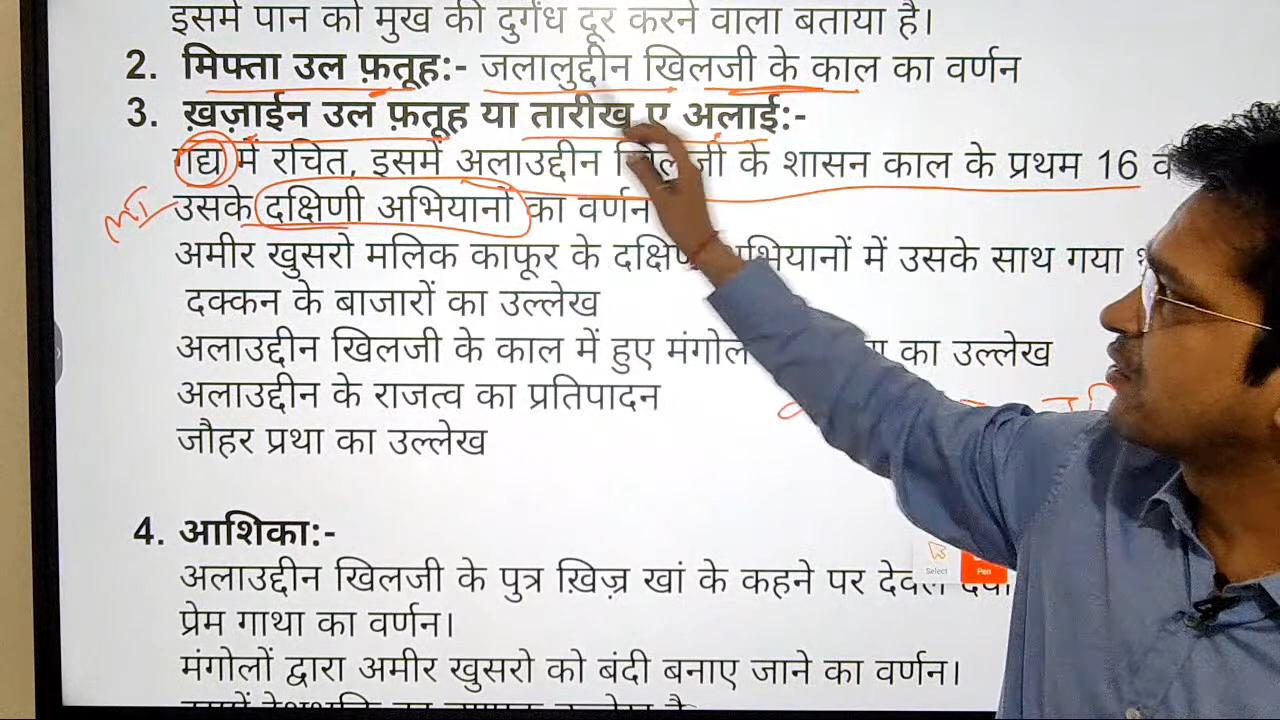 इसमें पान को मुख की दुर्गंध दूर करने वाला बताया है।
2. मिफ्ता उल फ़तूह:- जलालुद्दीन खिलजी के काल का वर्णन
3. ख़ज़ाईन उल फ़तूह या तारीख ए अलाई:-
गद्य में रचित, इसमें अलाउद्दीन खिलजी के शासन काल के प्रथम 16
उसके दक्षिणी अभियानों का वर्णन
अमीर खुसरो मलिक काफूर के दक्षिण अभियानों में उसके साथ गया
दक्कन के बाजारों का उल्लेख
अलाउद्दीन खिलजी के काल में हुए मंगोल का उल्लेख
अलाउद्दीन के राजत्व का प्रतिपादन
जौहर प्रथा का उल्लेख
4. आशिका:-
अलाउद्दीन खिलजी के पुत्र ख़िज़्र खां के कहने पर देवल
प्रेम गाथा का वर्णन।
मंगोलों द्वारा अमीर खुसरो को बंदी बनाए जाने का वर्णन।
Select
Pen